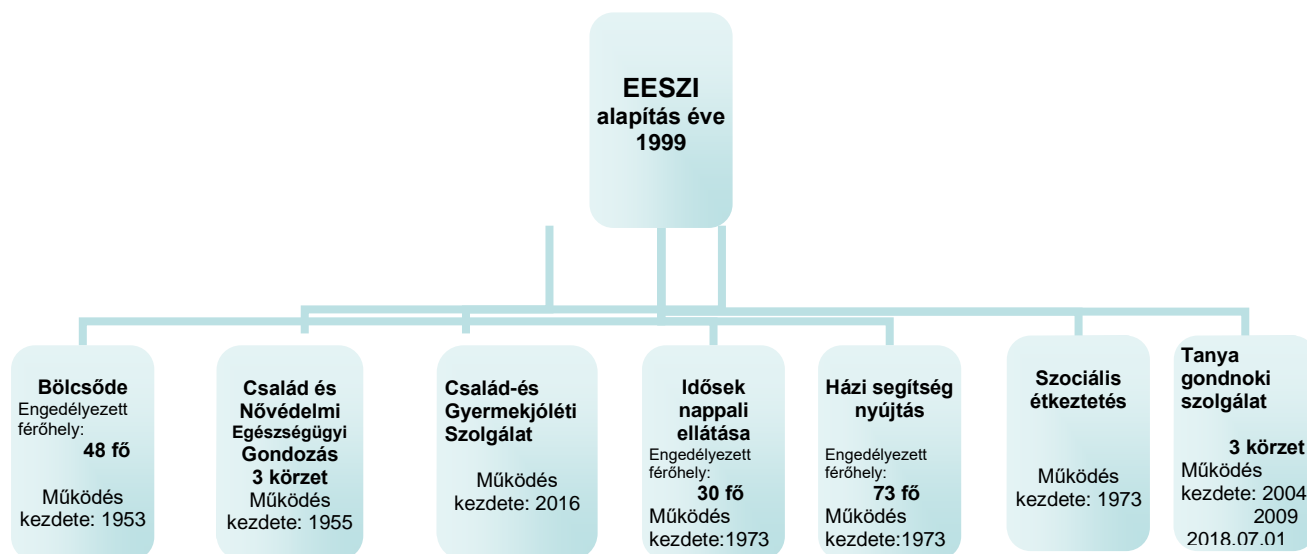 EESZI
alapítás éve
1999
Bölcsőde
Engedélyezett
férőhely:
48 fő
Működés
kezdete: 1953
Család és
Nővédelmi
Egészségügyi
Gondozás
3 körzet
Működés
kezdete: 1955
Család-és
Gyermekjóléti
Szolgálat
Működés
kezdete: 2016
Idősek
nappali
ellátása
Engedélyezett
férőhely:
30 fő
Működés
kezdete:1973
Házi segítség
nyújtás
Engedélyezett
férőhely:
73 fő
Működés
kezdete:1973
Szociális
étkeztetés
Működés
kezdete: 1973
Tanya
gondnoki
szolgálat
3 körzet
Működés
kezdete: 2004
2009
2018.07.01